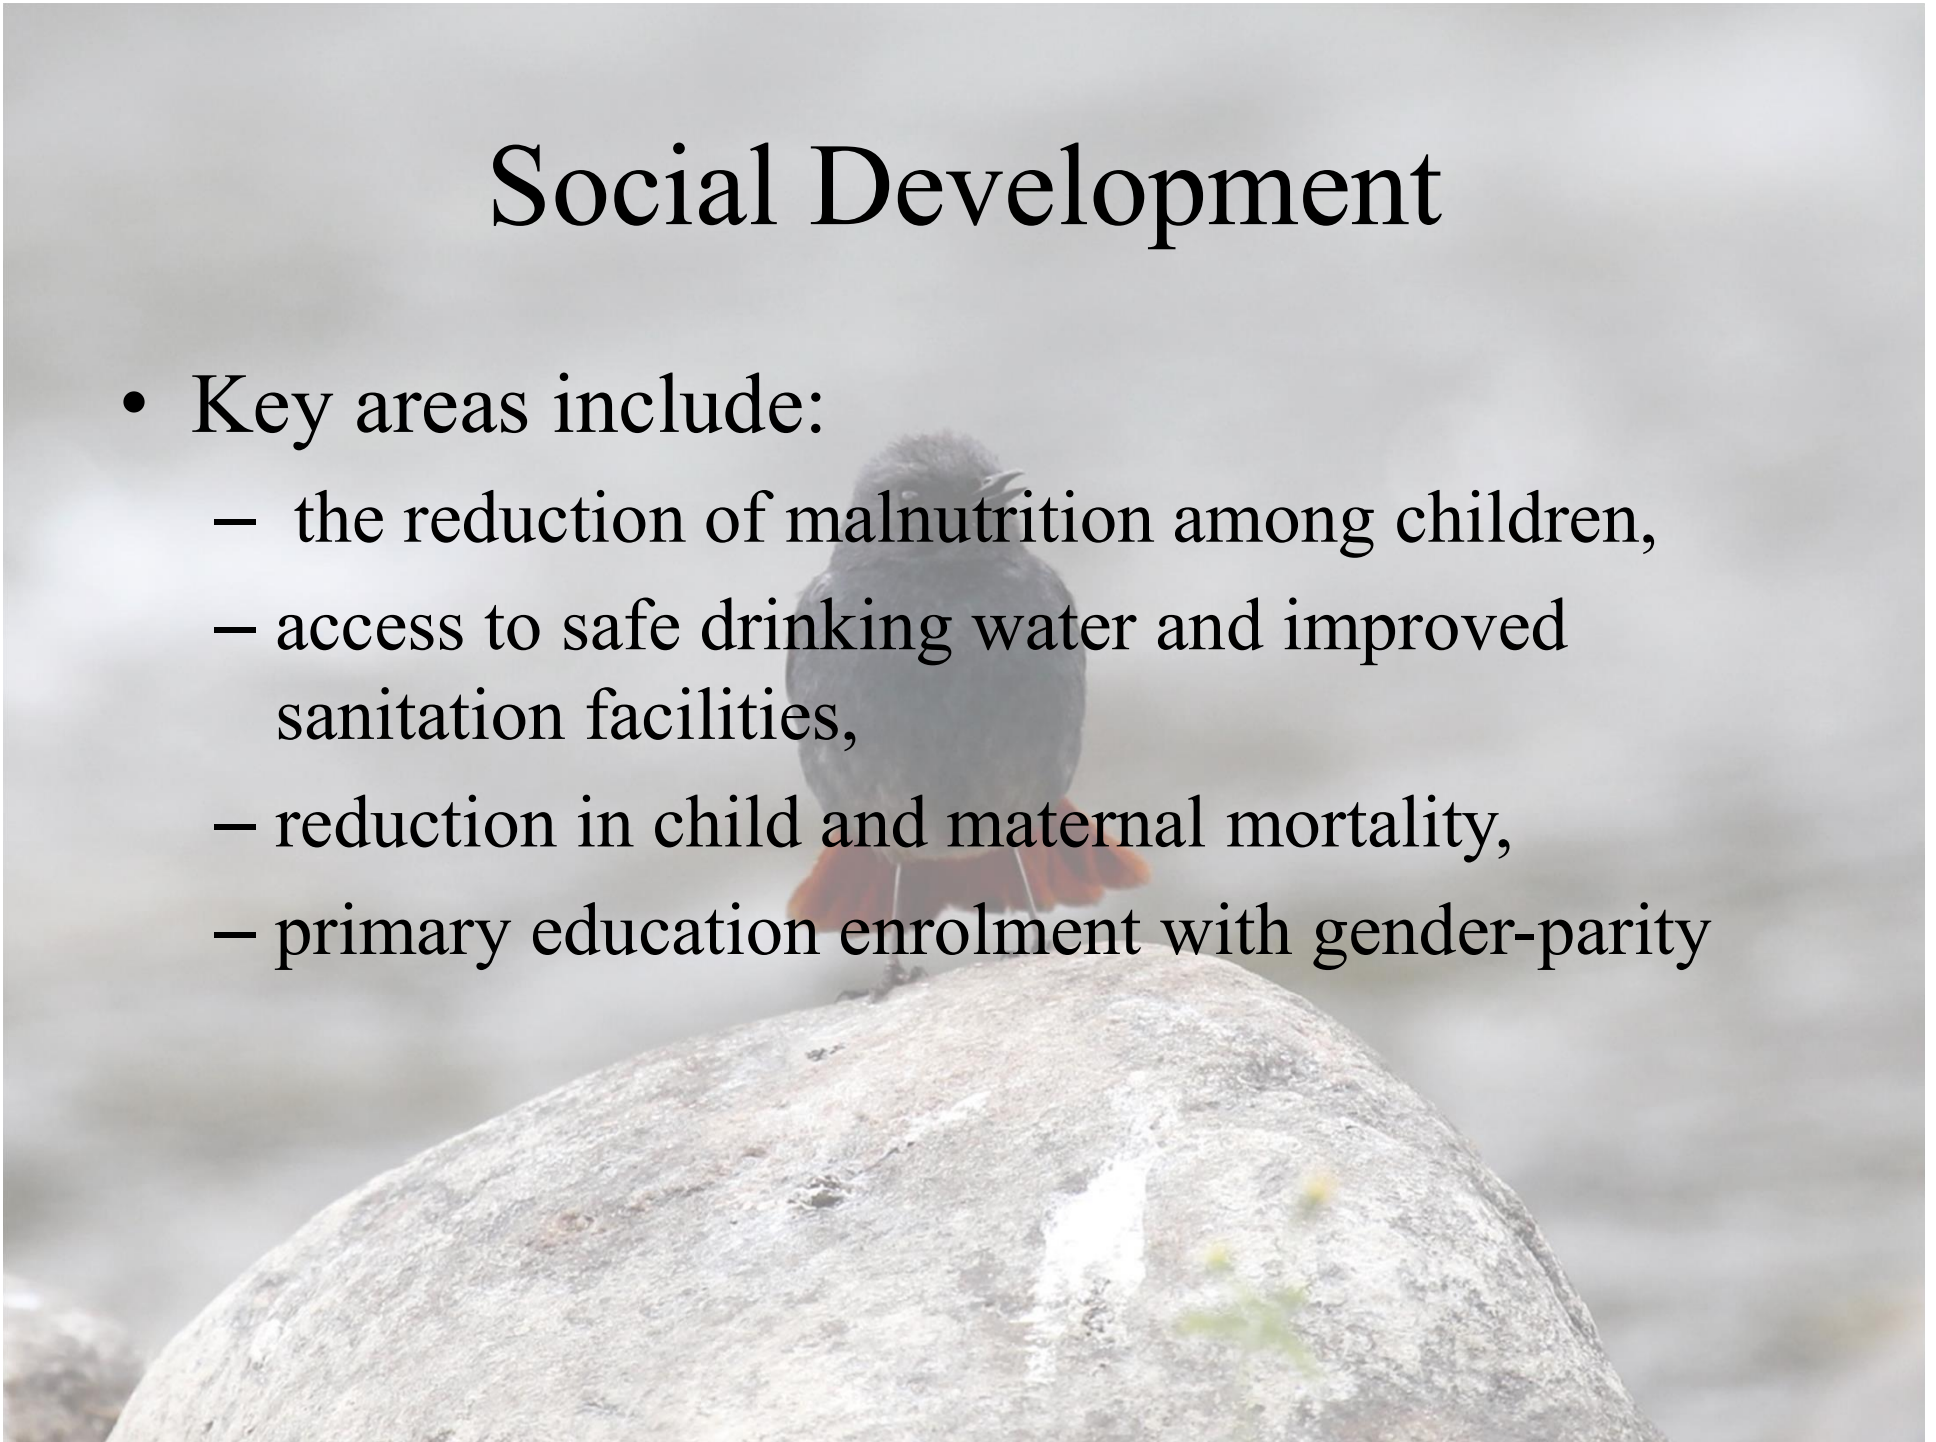 Social Development
• Key areas include:
– the reduction of malnutrition among children,
– access to safe drinking water and improved
sanitation facilities,
– reduction in child and maternal mortality,
– primary education enrolment with gender-parity